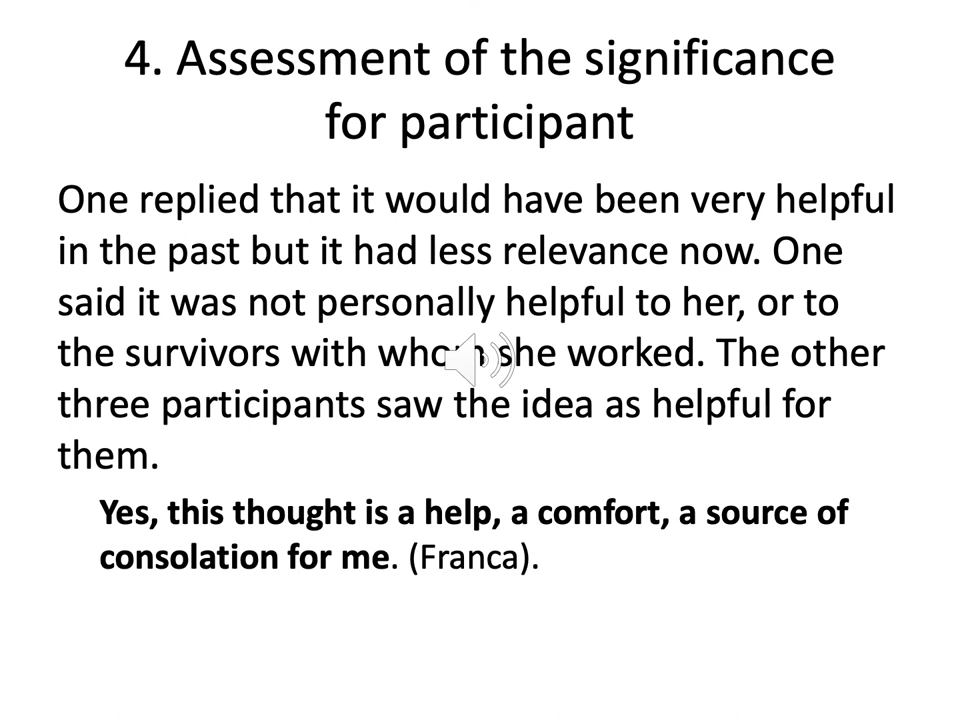 4. Assessment of the significance
for participant
One replied that it would have been very helpful
in the past but it had less relevance now. One
said it was not personally helpful to her, or to
the survivors with whom she worked. The other
three participants saw the idea as helpful for
them.
Yes, this thought is a help, a comfort, a source of
consolation for me. (Franca).